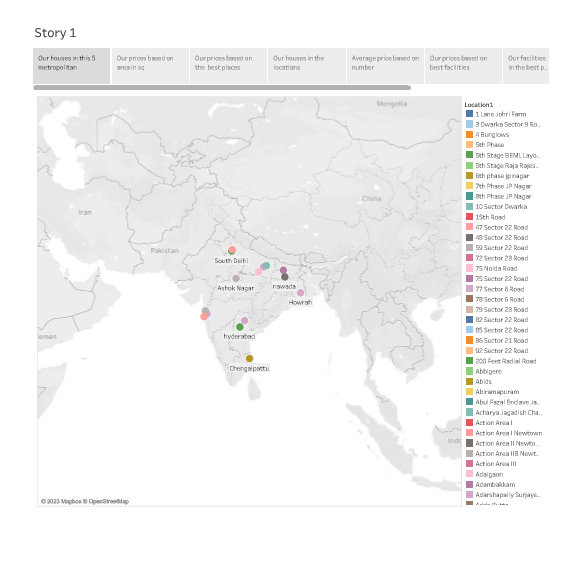 Story 1
Our houses in this 5
metropolitan
Our prices based on
area in sq
Our prices based on
the best places
Our houses in the
locations
Average price based on
number
Our prices based on
best facilities
Our facilities
in the best p..
Mongolia
China
Iran
Pakistan
South Delhi
Ashok Nagar
nawada
Howrah
hyderabad
Chengalpattu
© 2023 Mapbox © OpenStreetMap
Location1
1 Lane Johri Farm
3 Dwarka Sector 9 Ro..
4 Bunglows
5th Phase
5th Stage BEML Layo..
5th Stage Raja Rajes..
6th phase jp nagar
7th Phase JP Nagar
8th Phase JP Nagar
10 Sector Dwarka
15th Road
47 Sector 22 Road
48 Sector 22 Road
59 Sector 22 Road
72 Sector 23 Road
75 Noida Road
75 Sector 22 Road
77 Sector 6 Road
78 Sector 6 Road
79 Sector 23 Road
82 Sector 22 Road
85 Sector 22 Road
86 Sector 21 Road
92 Sector 22 Road
200 Feet Radial Road
Abbigere
Abids
Abiramapuram
Abul Fazal Enclave Ja..
Acharya Jagadish Cha..
Action Area I
Action Area I Newtown
Action Area II Newto..
Action Area IIB Newt..
Action Area III
Adaigaon
Adambakkam
Adarshapally Surjays..